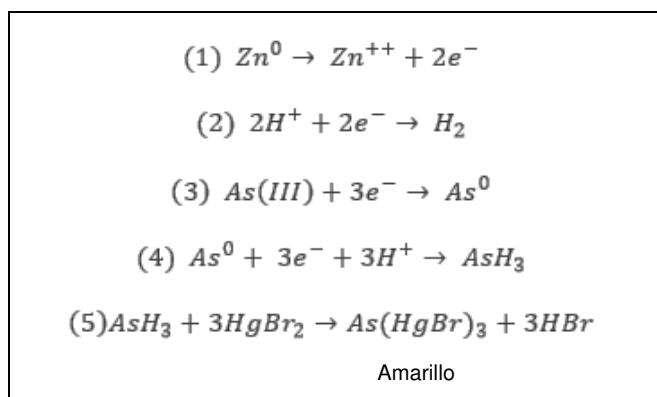 (1) Zn⁰ → Zn⁺⁺ + 2e⁻
(2) 2H⁺ + 2e⁻ → H₂
(3) As(III) + 3e⁻ → As⁰
(4) As⁰ + 3e⁻ + 3H⁺ → AsH₃
(5)AsH₃ + 3HgBr₂ → As(HgBr)₃ + 3HBr
Amarillo